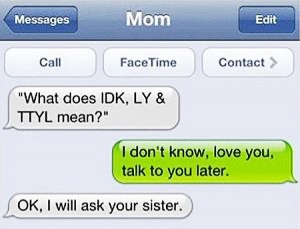 Messages
Mom
Edit
Call
FaceTime
Contact
"What does IDK, LY &
TTYL mean?"
I don't know, love you,
talk to you later.
OK, I will ask your sister.